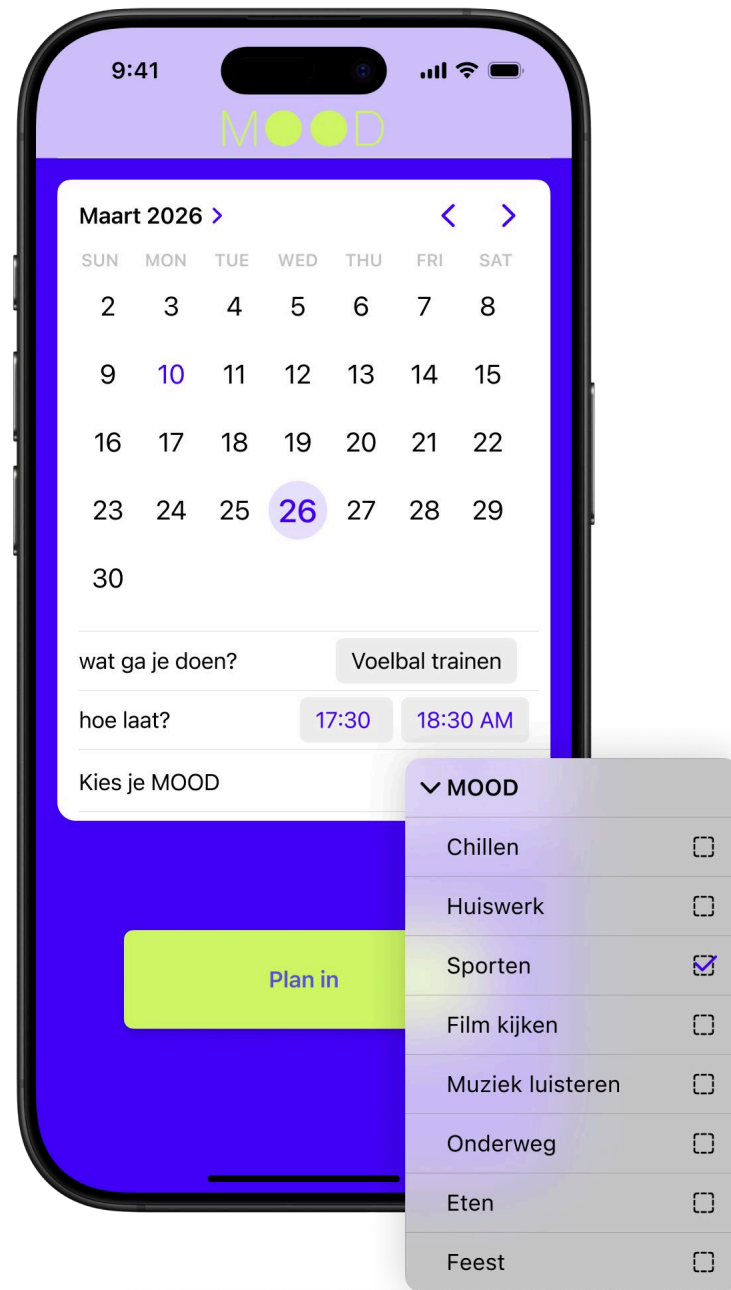 9:41
MOOD
Maart 2026
SUN MON TUE WED THU FRI SAT
2 3 4 5 6 7 8
9 10 11 12 13 14 15
16 17 18 19 20 21 22
23 24 25 26 27 28 29
30
wat ga je doen? Voelbal trainen
hoe laat? 17:30 18:30 AM
Kies je MOOD
MOOD
Chillen
Huiswerk
Sporten
Film kijken
Muziek luisteren
Onderweg
Eten
Feest
Plan in